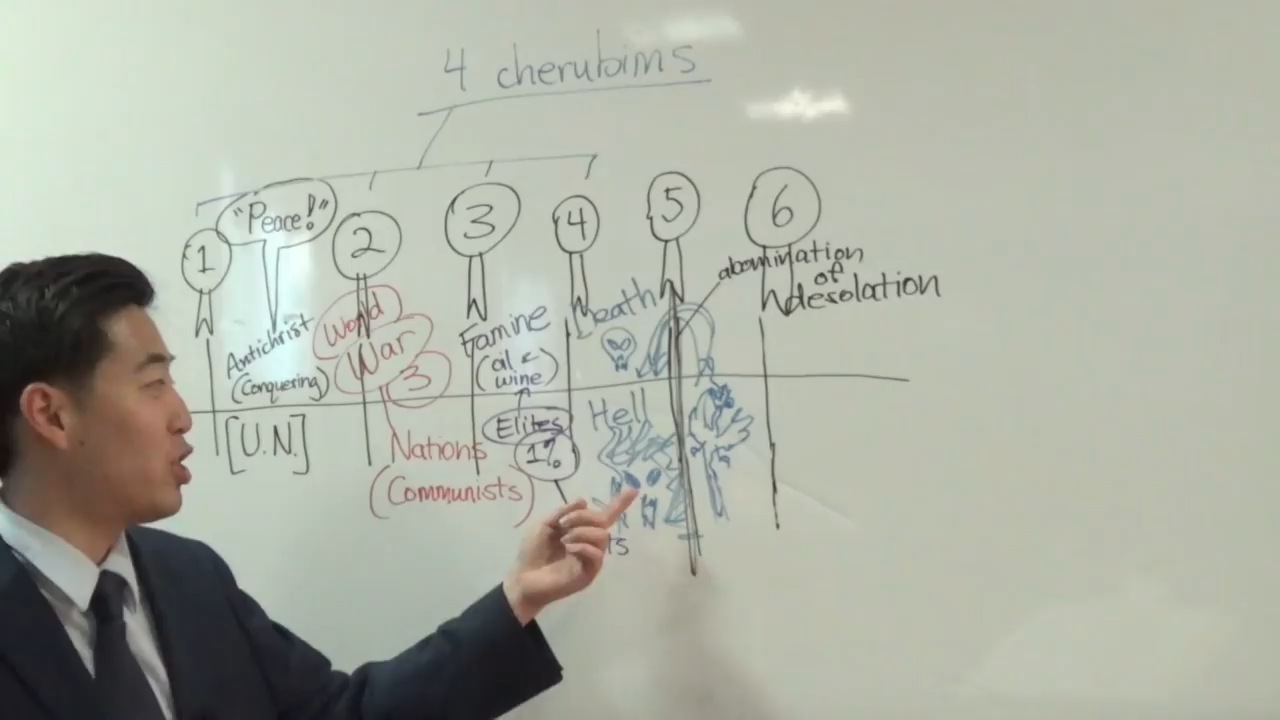 4 cherubims
1
"Peace!"
2
3
4
5
6
Antichrist
(Conquering)
[U.N.]
World
War
3
Nations
(Communists)
Famine
(oil &
wine)
Elites
1%
Death
Hell
abomination
of
desolation